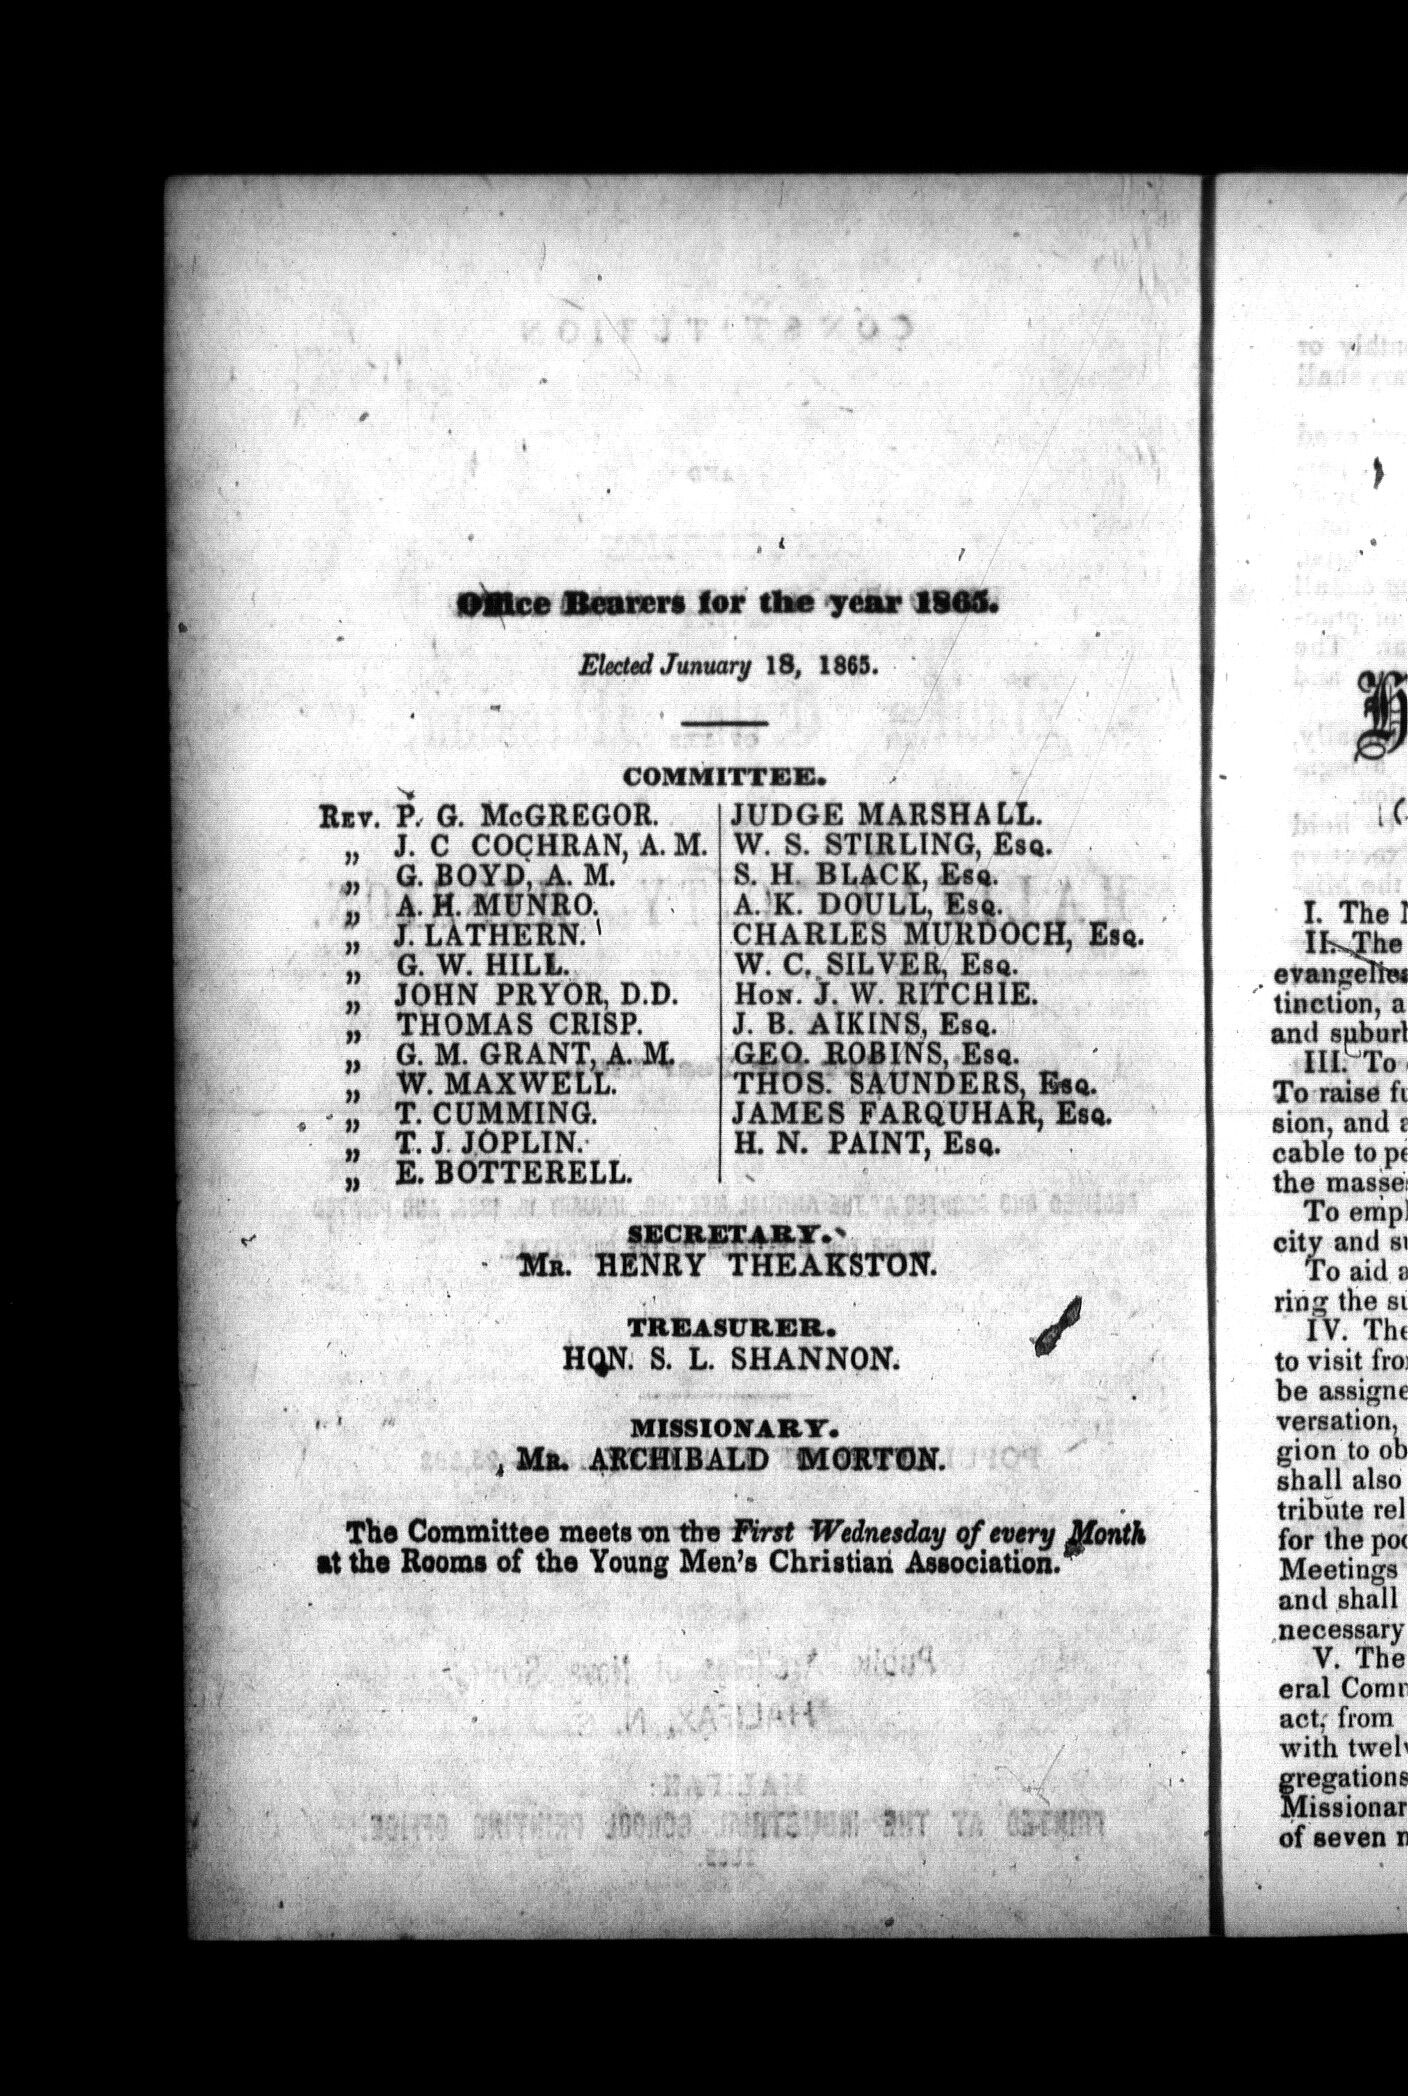 Office Bearers for the year 1865.
Elected Junuary 18, 1865.
COMMITTEE.
REV. P. G. MCGREGOR.
„ J. C COCHRAN, A. M.
„ G. BOYD, A. M.
„ A. H. MUNRO.
„ J. LATHERN.
„ G. W. HILL.
„ JOHN PRYOR, D.D.
„ THOMAS CRISP.
„ G. M. GRANT, A. M.
„ W. MAXWELL.
„ T. CUMMING.
„ T. J. JOPLIN.
„ E. BOTTERELL.
JUDGE MARSHALL.
W. S. STIRLING, ESQ.
S. H. BLACK, ESQ.
A. K. DOULL, ESQ.
CHARLES MURDOCH, ESQ.
W. C. SILVER, ESQ.
HON. J. W. RITCHIE.
J. B. AIKINS, ESQ.
GEO. ROBINS, ESQ.
THOS. SAUNDERS, ESQ.
JAMES FARQUHAR, ESQ.
H. N. PAINT, ESQ.
SECRETARY.
MR. HENRY THEAKSTON.
TREASURER.
HON. S. L. SHANNON.
MISSIONARY.
MR. ARCHIBALD MORTON.
The Committee meets on the First Wednesday of every Month
at the Rooms of the Young Men's Christian Association.
I. The
II. The
evangelica
tinction, a
and suburb
III. To
To raise fu
sion, and a
cable to pe
the masses
To empl
city and su
To aid a
ring the su
IV. The
to visit fro
be assigne
versation,
gion to ob
shall also
tribute rel
for the poo
Meetings
and shall
necessary
V. The
eral Comm
act, from
with twelv
gregations
Missionar
of seven